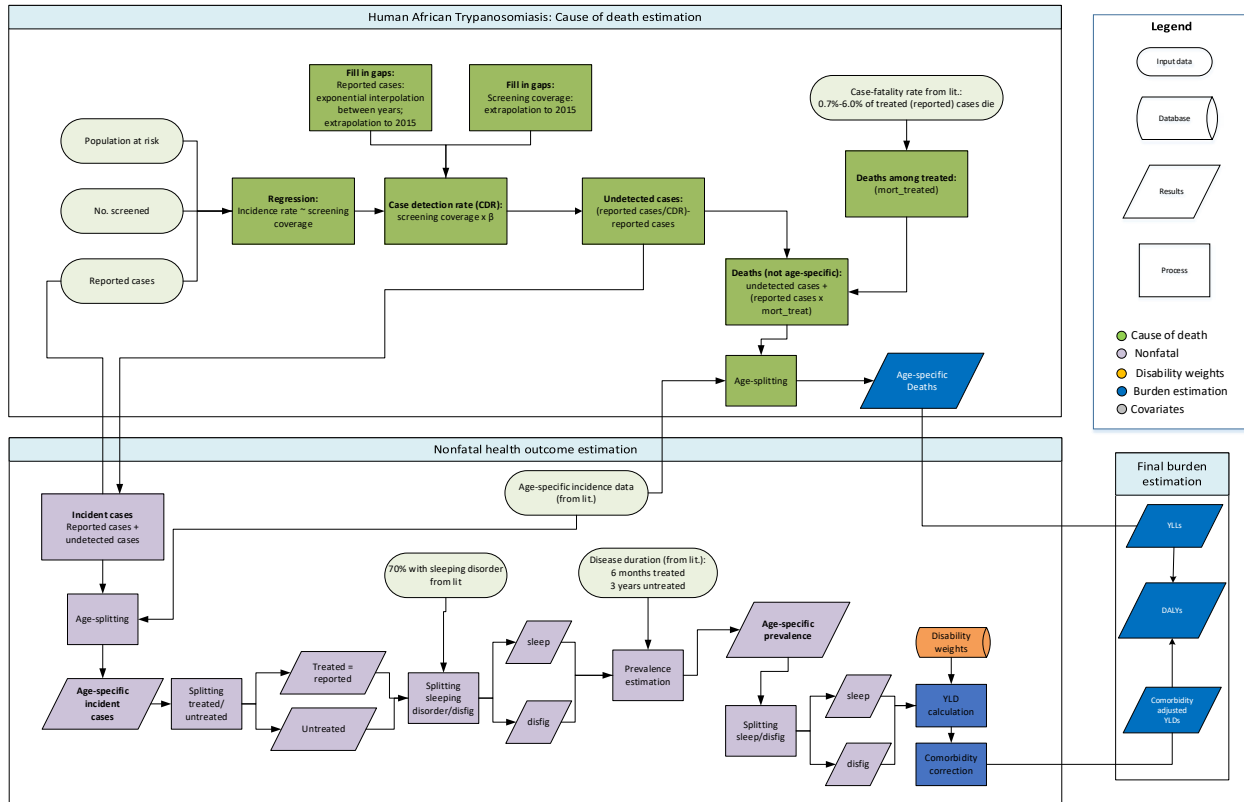 Human African Trypanosomiasis: Cause of death estimation
Fill in gaps:
Reported cases:
exponential interpolation
between years;
extrapolation to 2015
Fill in gaps:
Screening coverage:
extrapolation to 2015
Case-fatality rate from lit.:
0.7%-6.0% of treated (reported) cases die
Population at risk
No. screened
Reported cases
Regression:
Incidence rate ~ screening
coverage
Case detection rate (CDR):
screening coverage x β
Undetected cases:
(reported cases/CDR)-
reported cases
Deaths among treated:
(mort_treated)
Deaths (not age-specific):
undetected cases +
(reported cases x
mort_treat)
Age-splitting
Age-specific
Deaths
Legend
Input data
Database
Results
Process
Cause of death
Nonfatal
Disability weights
Burden estimation
Covariates
Nonfatal health outcome estimation
Age-specific incidence data
(from lit.)
Incident cases
Reported cases +
undetected cases
Age-splitting
Age-specific
incident
cases
Splitting
treated/
untreated
Treated =
reported
Untreated
70% with sleeping disorder
from lit
Splitting
sleeping
disorder/disfig
sleep
disfig
Disease duration (from lit.):
6 months treated
3 years untreated
Prevalence
estimation
Age-specific
prevalence
Splitting
sleep/disfig
sleep
disfig
Disability
weights
YLD
calculation
Comorbidity
correction
Final burden
estimation
YLLs
DALYs
Comorbidity
adjusted
YLDs